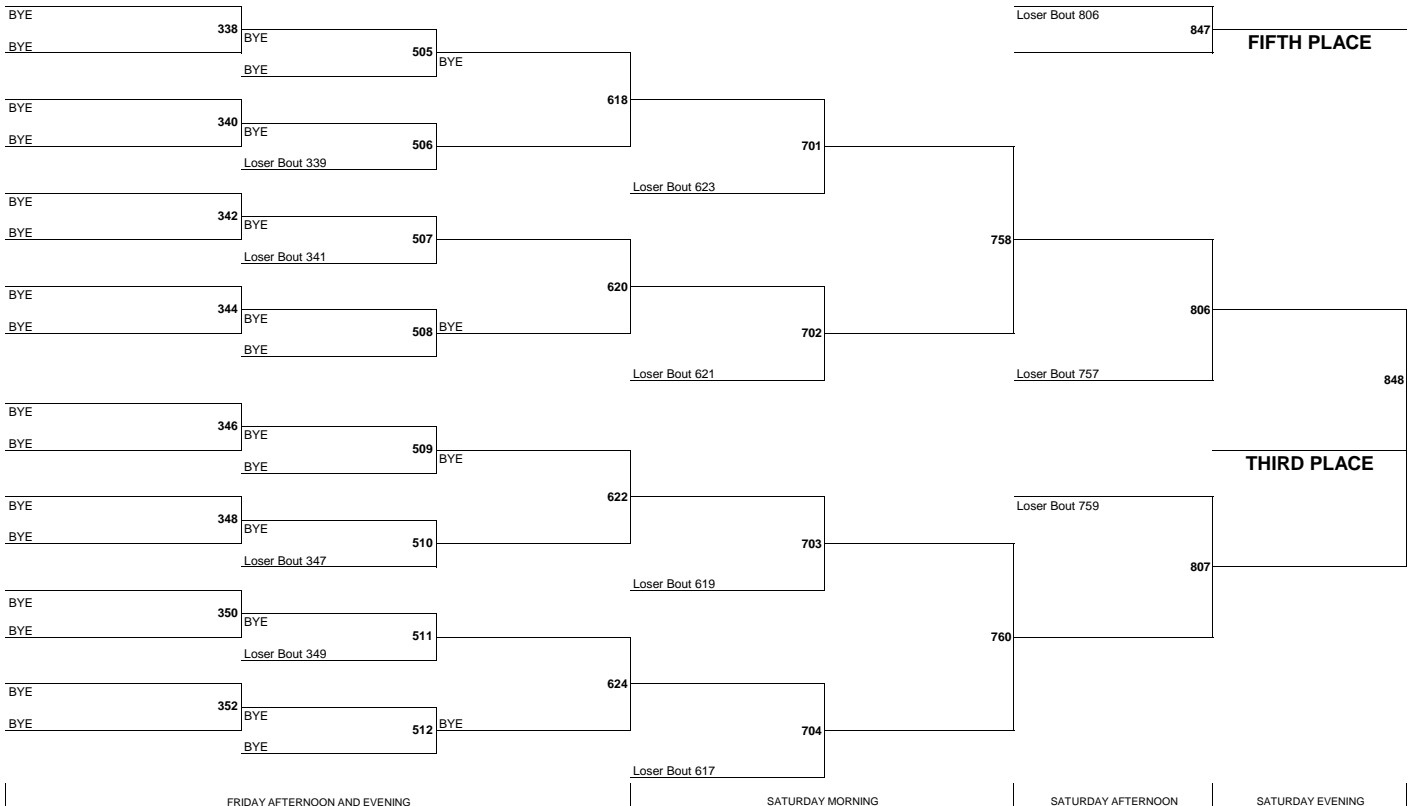 BYE
338
BYE
BYE
505
BYE
BYE
618
BYE
340
BYE
BYE
506
Loser Bout 339
701
Loser Bout 623
BYE
342
BYE
BYE
507
Loser Bout 341
758
620
BYE
344
BYE
BYE
508
BYE
BYE
702
Loser Bout 621
806
Loser Bout 757
848
BYE
346
BYE
BYE
509
BYE
BYE
622
BYE
348
BYE
BYE
510
Loser Bout 347
703
Loser Bout 619
BYE
350
BYE
BYE
511
Loser Bout 349
760
624
BYE
352
BYE
BYE
512
BYE
BYE
704
Loser Bout 617
Loser Bout 806
847
FIFTH PLACE
THIRD PLACE
Loser Bout 759
807
FRIDAY AFTERNOON AND EVENING
SATURDAY MORNING
SATURDAY AFTERNOON
SATURDAY EVENING